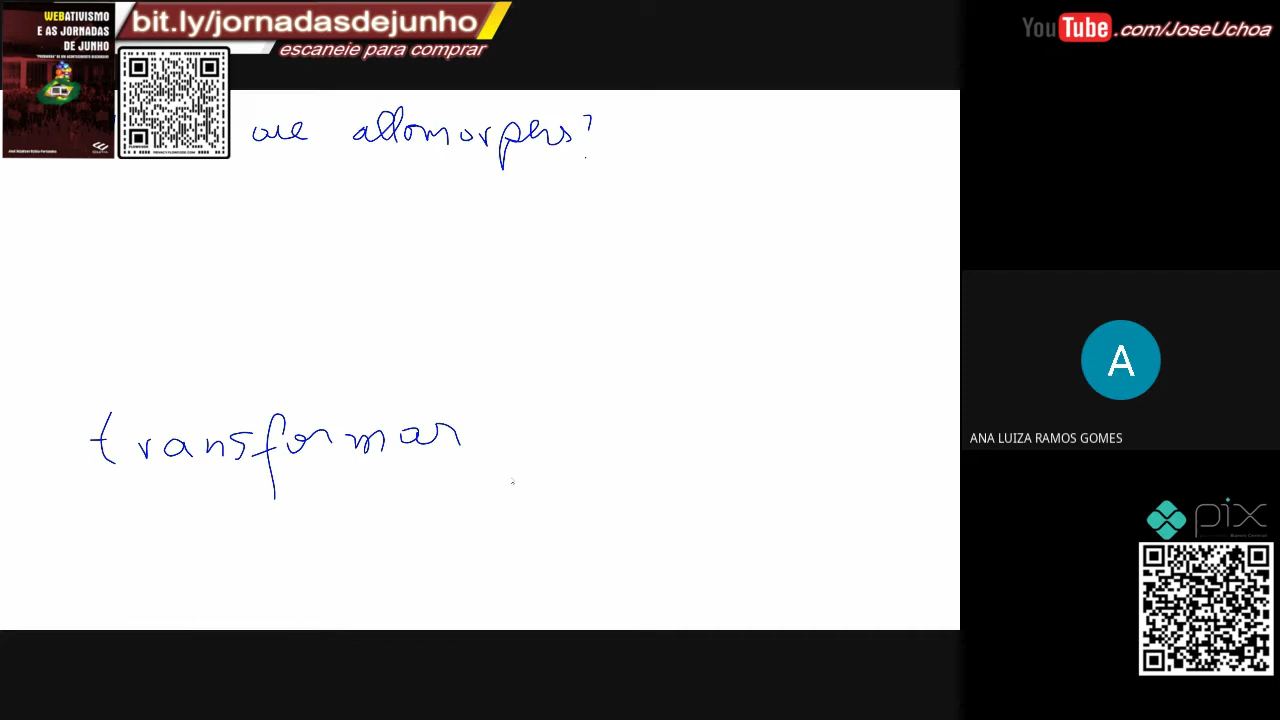 WEBATIVISMO
E AS JORNADAS
DE JUNHO
bit.ly/jornadasdejunho
escaneie para comprar
YouTube.com/JoseUchoa
are allomorphs?
transformar
A
ANA LUIZA RAMOS GOMES
pix